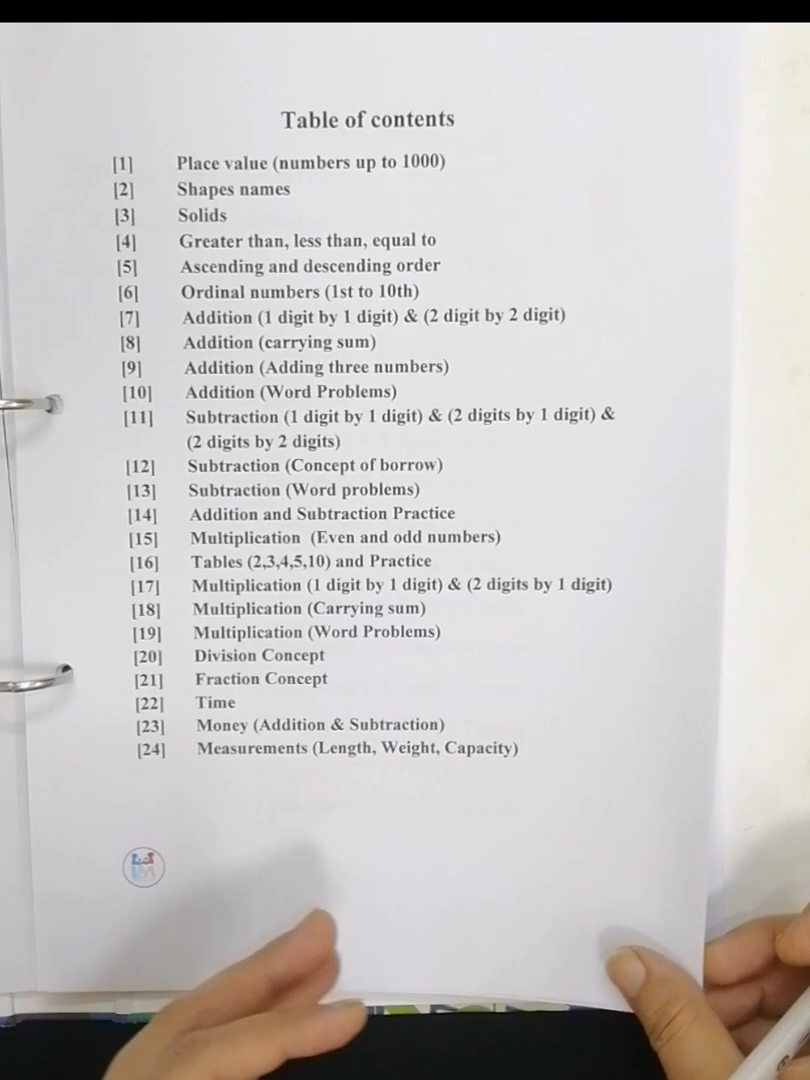 Table of contents
[1] Place value (numbers up to 1000)
[2] Shapes names
[3] Solids
[4] Greater than, less than, equal to
[5] Ascending and descending order
[6] Ordinal numbers (1st to 10th)
[7] Addition (1 digit by 1 digit) & (2 digit by 2 digit)
[8] Addition (carrying sum)
[9] Addition (Adding three numbers)
[10] Addition (Word Problems)
[11] Subtraction (1 digit by 1 digit) & (2 digits by 1 digit) &
(2 digits by 2 digits)
[12] Subtraction (Concept of borrow)
[13] Subtraction (Word problems)
[14] Addition and Subtraction Practice
[15] Multiplication (Even and odd numbers)
[16] Tables (2,3,4,5,10) and Practice
[17] Multiplication (1 digit by 1 digit) & (2 digits by 1 digit)
[18] Multiplication (Carrying sum)
[19] Multiplication (Word Problems)
[20] Division Concept
[21] Fraction Concept
[22] Time
[23] Money (Addition & Subtraction)
[24] Measurements (Length, Weight, Capacity)